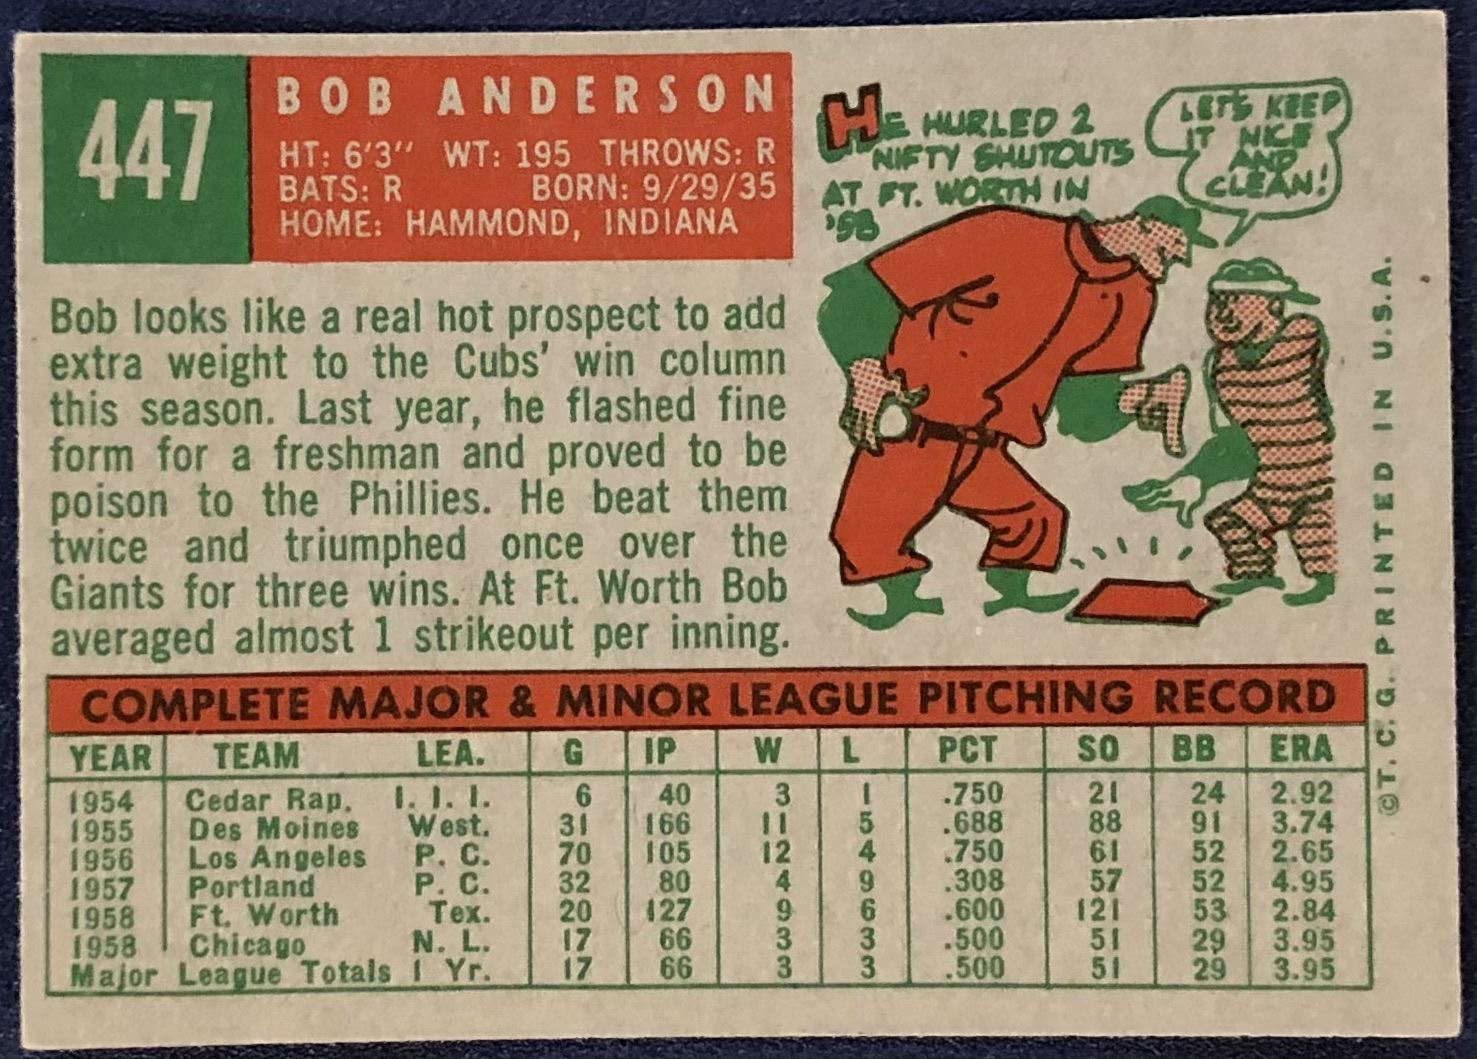 447
BOB ANDERSON
HT: 6'3" WT: 195 THROWS: R
BATS: R BORN: 9/29/35
HOME: HAMMOND, INDIANA
HE HURLED 2
NIFTY SHUTOUTS
AT FT. WORTH IN
'58
LET'S KEEP
IT NICE
AND
CLEAN!
Bob looks like a real hot prospect to add
extra weight to the Cubs' win column
this season. Last year, he flashed fine
form for a freshman and proved to be
poison to the Phillies. He beat them
twice and triumphed once over the
Giants for three wins. At Ft. Worth Bob
averaged almost 1 strikeout per inning.
COMPLETE MAJOR & MINOR LEAGUE PITCHING RECORD
YEAR TEAM LEA. G IP W L PCT SO BB ERA
1954 Cedar Rap. I. I. I. 6 40 3 1 .750 21 24 2.92
1955 Des Moines West. 31 166 11 5 .688 88 91 3.74
1956 Los Angeles P. C. 70 105 12 4 .750 61 52 2.65
1957 Portland P. C. 32 80 4 9 .308 57 52 4.95
1958 Ft. Worth Tex. 20 127 9 6 .600 121 53 2.84
1958 Chicago N. L. 17 66 3 3 .500 51 29 3.95
Major League Totals 1 Yr. 17 66 3 3 .500 51 29 3.95
©T.C.G. PRINTED IN U.S.A.